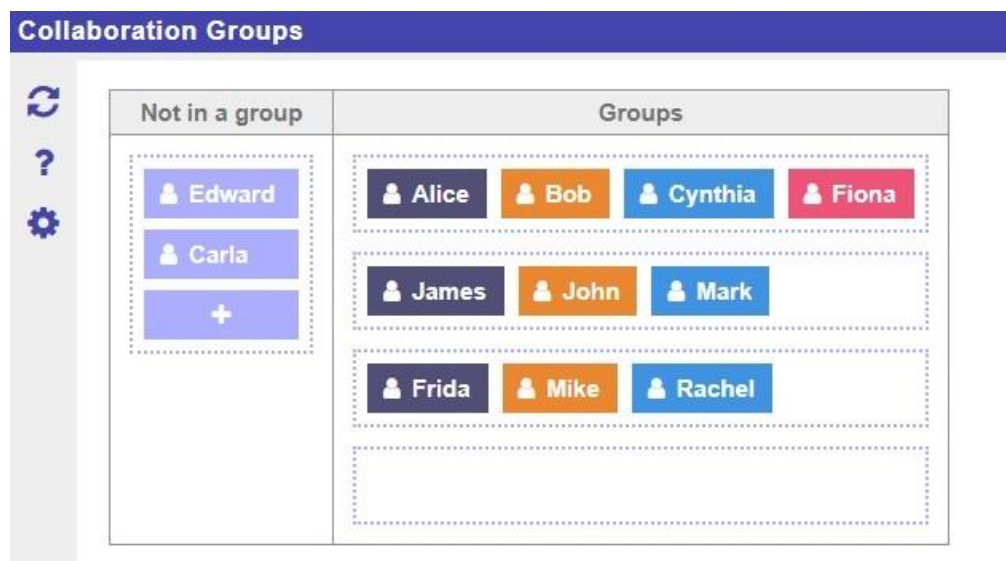 Collaboration Groups
Not in a group
Groups
Edward
Carla
+
Alice Bob Cynthia Fiona
James John Mark
Frida Mike Rachel
?